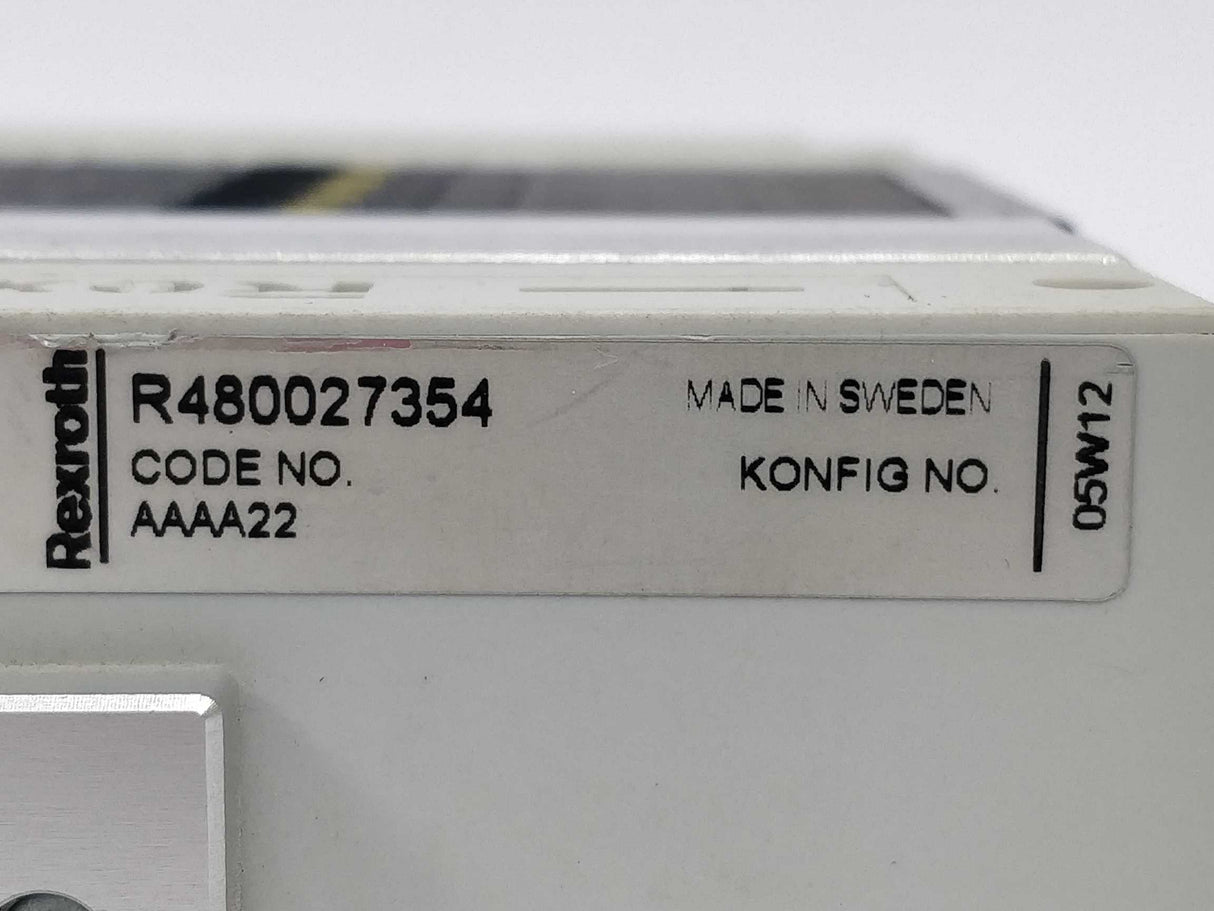 Rexroth
R480027354
CODE NO.
AAAA22
MADE IN SWEDEN
KONFIG NO.
05W12